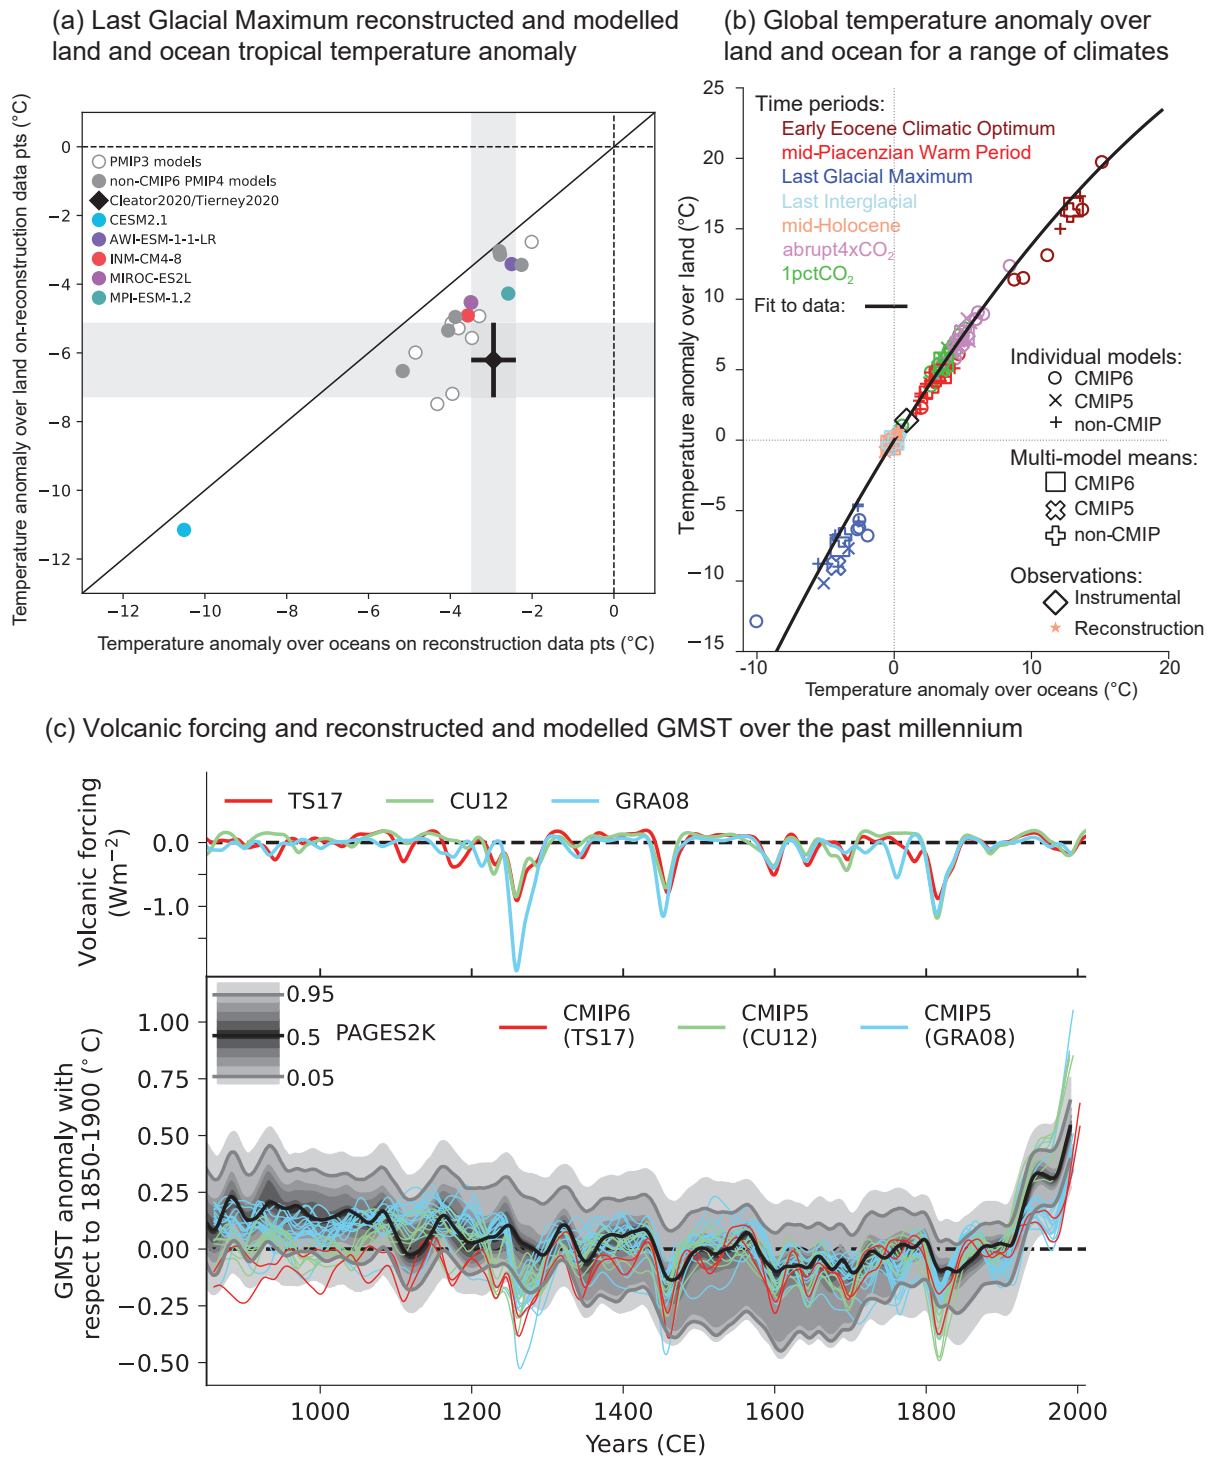 (a) Last Glacial Maximum reconstructed and modelled
land and ocean tropical temperature anomaly
Temperature anomaly over land on-reconstruction data pts (°C)
0
−2
−4
−6
−8
−10
−12
PMIP3 models
non-CMIP6 PMIP4 models
Cleator2020/Tierney2020
CESM2.1
AWI-ESM-1-1-LR
INM-CM4-8
MIROC-ES2L
MPI-ESM-1.2
−12 −10 −8 −6 −4 −2 0
Temperature anomaly over oceans on reconstruction data pts (°C)
(b) Global temperature anomaly over
land and ocean for a range of climates
Temperature anomaly over land (°C)
25
20
15
10
5
0
−5
−10
−15
Time periods:
Early Eocene Climatic Optimum
mid-Piacenzian Warm Period
Last Glacial Maximum
Last Interglacial
mid-Holocene
abrupt4xCO₂
1pctCO₂
Fit to data:
Individual models:
CMIP6
CMIP5
non-CMIP
Multi-model means:
CMIP6
CMIP5
non-CMIP
Observations:
Instrumental
Reconstruction
-10 0 10 20
Temperature anomaly over oceans (°C)
(c) Volcanic forcing and reconstructed and modelled GMST over the past millennium
Volcanic forcing
(Wm⁻²)
0.0
-1.0
TS17 CU12 GRA08
GMST anomaly with
respect to 1850-1900 (° C)
1.00
0.75
0.50
0.25
0.00
−0.25
−0.50
0.95
0.5
0.05
PAGES2K
CMIP6
(TS17)
CMIP5
(CU12)
CMIP5
(GRA08)
1000 1200 1400 1600 1800 2000
Years (CE)